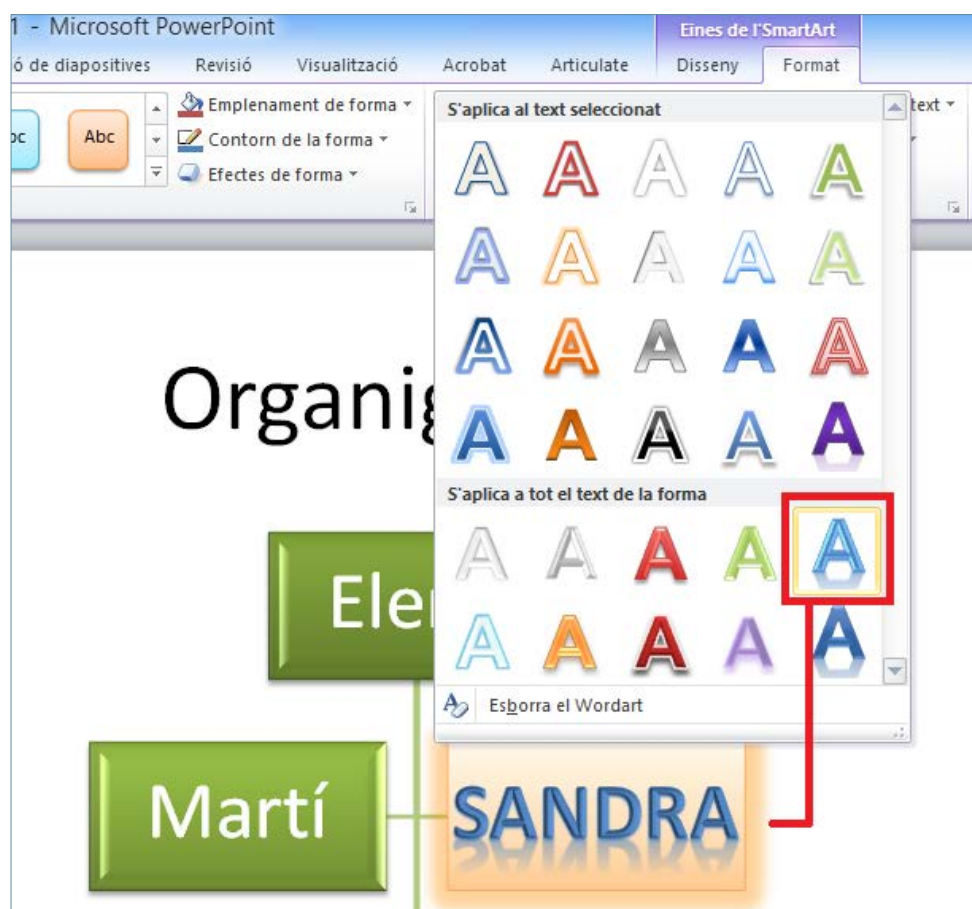 1 - Microsoft PowerPoint
Eines de l'SmartArt
ó de diapositives Revisió Visualització Acrobat Articulate Disseny Format
Abc
Emplenament de forma
Contorn de la forma
Efectes de forma
text
S'aplica al text seleccionat
A A A A A
A A A A A
A A A A A
A A A A A
S'aplica a tot el text de la forma
A A A A A
A A A A A
Esborra el Wordart
Organig
Ele
Martí
SANDRA